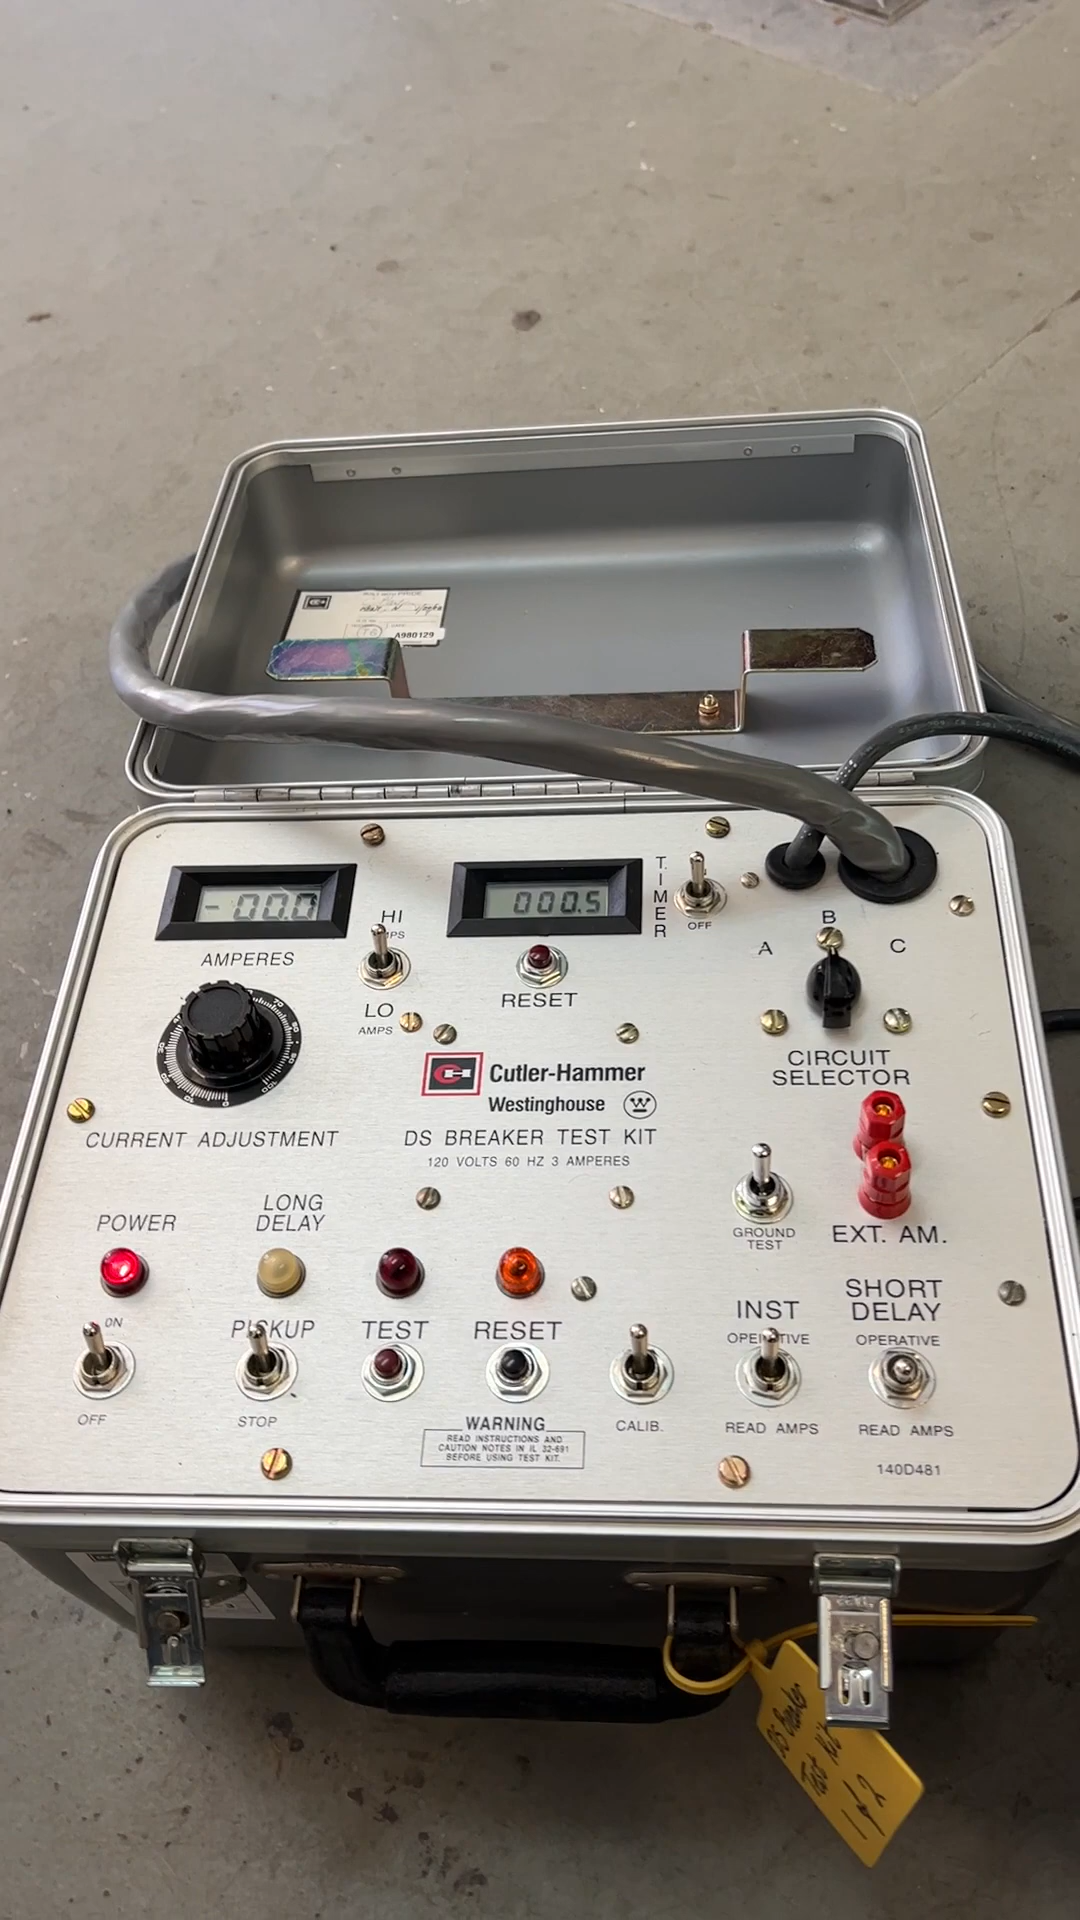 A980129
-00.0
000.5
TIMER
OFF
HI
AMPERES
LO
AMPS
RESET
A
B
C
CIRCUIT
SELECTOR
Cutler-Hammer
Westinghouse
CURRENT ADJUSTMENT
DS BREAKER TEST KIT
120 VOLTS 60 HZ 3 AMPERES
GROUND
TEST
EXT. AM.
POWER
LONG
DELAY
ON
OFF
PICKUP
STOP
TEST
RESET
CALIB.
INST
OPERATIVE
READ AMPS
SHORT
DELAY
OPERATIVE
READ AMPS
WARNING
READ INSTRUCTIONS AND
CAUTION NOTES IN IL 32-691
BEFORE USING TEST KIT.
140D481
DS Breaker
Test Kit
1 of 2